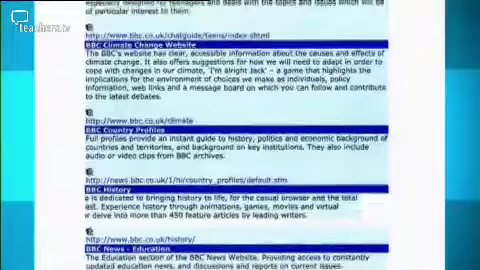 teachers.tv
especially designed for teenagers and deals with the topics and issues which will be
of particular interest to them.
http://www.bbc.co.uk/chatguide/teens/index.shtml
BBC Climate Change Website
The BBC's website has clear, accessible information about the causes and effects of
climate change. It also offers suggestions for how we will need to adapt in order to
cope with changes in our climate, 'I'm alright Jack' – a game that highlights the
implications for the environment of choices we make as individuals, policy
information, web links and a message board on which you can follow and contribute
to the latest debates.
http://www.bbc.co.uk/climate
BBC Country Profiles
Full profiles provide an instant guide to history, politics and economic background of
countries and territories, and background on key institutions. They also include
audio or video clips from BBC archives.
http://news.bbc.co.uk/1/hi/country_profiles/default.stm
BBC History
e is dedicated to bringing history to life, for the casual browser and the total
ast. Experience history through animations, games, movies and virtual
w delve into more than 450 feature articles by leading writers.
http://www.bbc.co.uk/history/
BBC News - Education
The Education section of the BBC News Website. Providing access to constantly
updated education news, and discussions and reports on current issues.